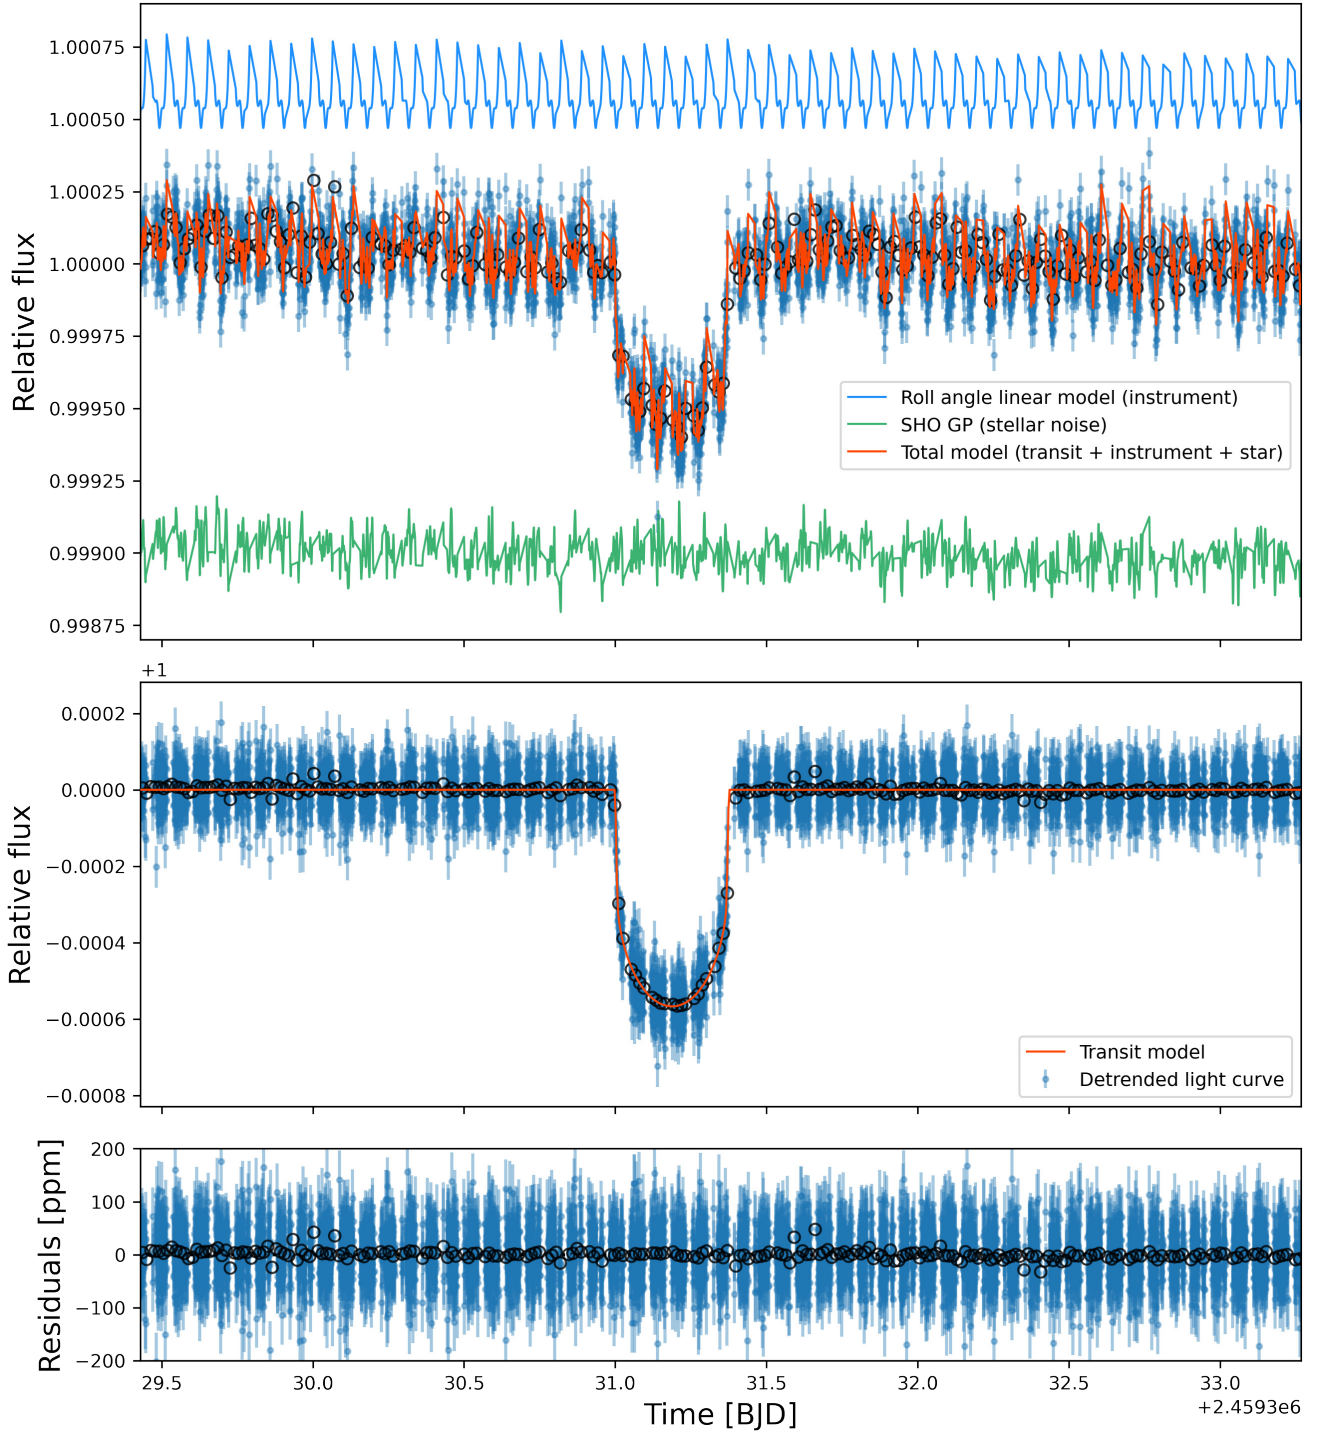 1.00075
1.00050
1.00025
1.00000
0.99975
0.99950
0.99925
0.99900
0.99875
Relative flux
Roll angle linear model (instrument)
SHO GP (stellar noise)
Total model (transit + instrument + star)
+1
0.0002
0.0000
−0.0002
−0.0004
−0.0006
−0.0008
Relative flux
Transit model
Detrended light curve
200
100
0
−100
−200
Residuals [ppm]
29.5 30.0 30.5 31.0 31.5 32.0 32.5 33.0
+2.4593e6
Time [BJD]